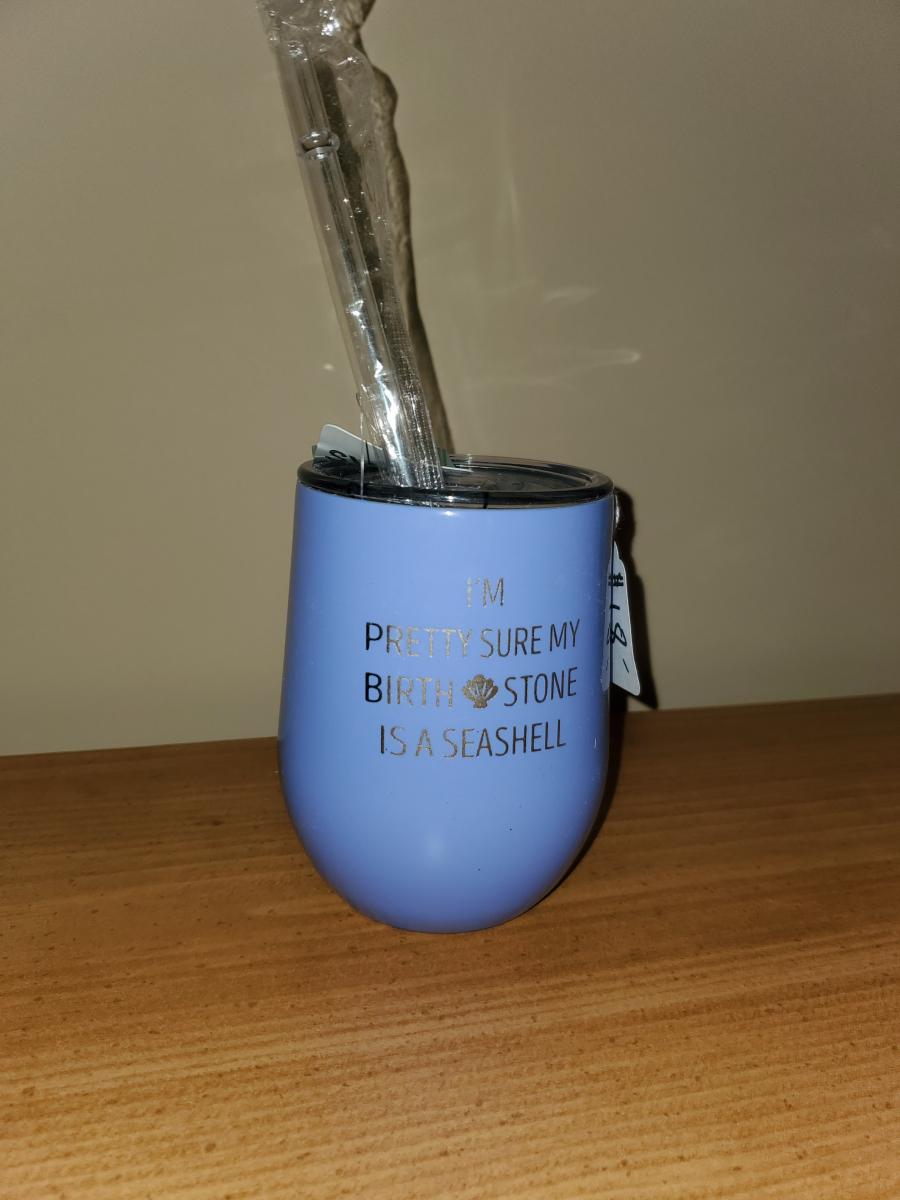 I'M
PRETTY SURE MY
BIRTH STONE
IS A SEASHELL